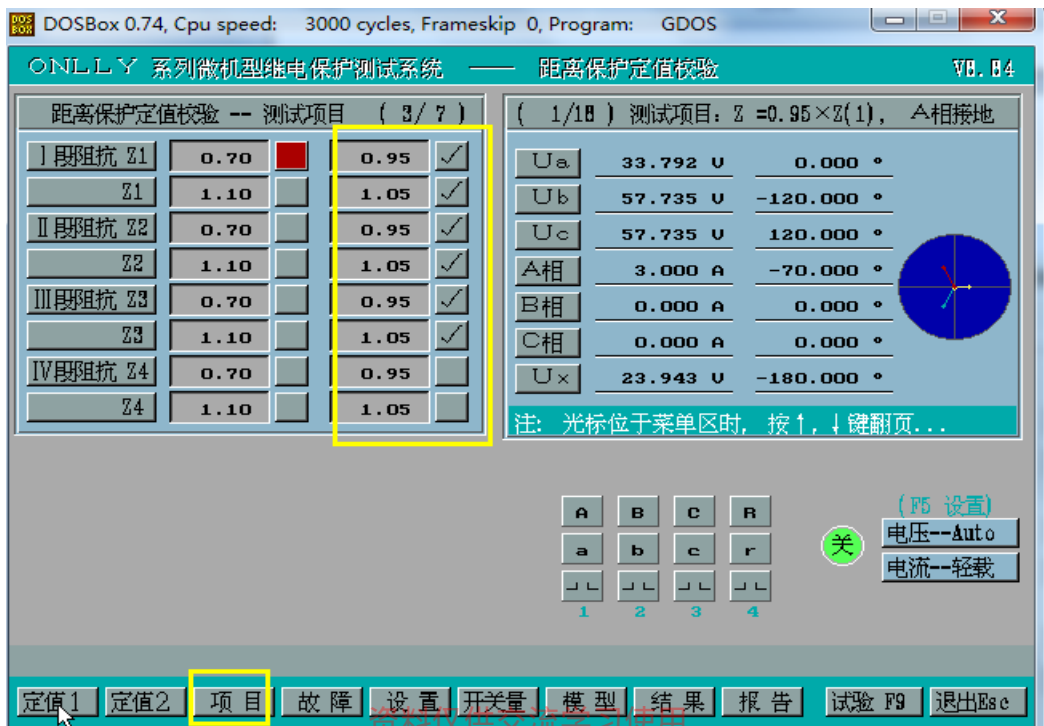 DOSBox 0.74, Cpu speed: 3000 cycles, Frameskip 0, Program: GDOS
ONLLY 系列微机型继电保护测试系统 —— 距离保护定值校验 V8.04
距离保护定值校验 -- 测试项目 ( 3/ 7 )
Ⅰ段阻抗 Z1 0.70 0.95 ✓
Z1 1.10 1.05 ✓
Ⅱ段阻抗 Z2 0.70 0.95 ✓
Z2 1.10 1.05 ✓
Ⅲ段阻抗 Z3 0.70 0.95 ✓
Z3 1.10 1.05 ✓
Ⅳ段阻抗 Z4 0.70 0.95
Z4 1.10 1.05
( 1/18 ) 测试项目: Z =0.95×Z(1), A相接地
Ua 33.792 V 0.000 °
Ub 57.735 V -120.000 °
Uc 57.735 V 120.000 °
A相 3.000 A -70.000 °
B相 0.000 A 0.000 °
C相 0.000 A 0.000 °
Ux 23.943 V -180.000 °
注: 光标位于菜单区时, 按↑,↓键翻页...
A B C R
a b c r
1 2 3 4
关
(F5 设置)
电压--Auto
电流--轻载
定值1 定值2 项目 故障 设置 开关量 模型 结果 报告 试验 F9 退出Esc
资料仅供交流学习使用